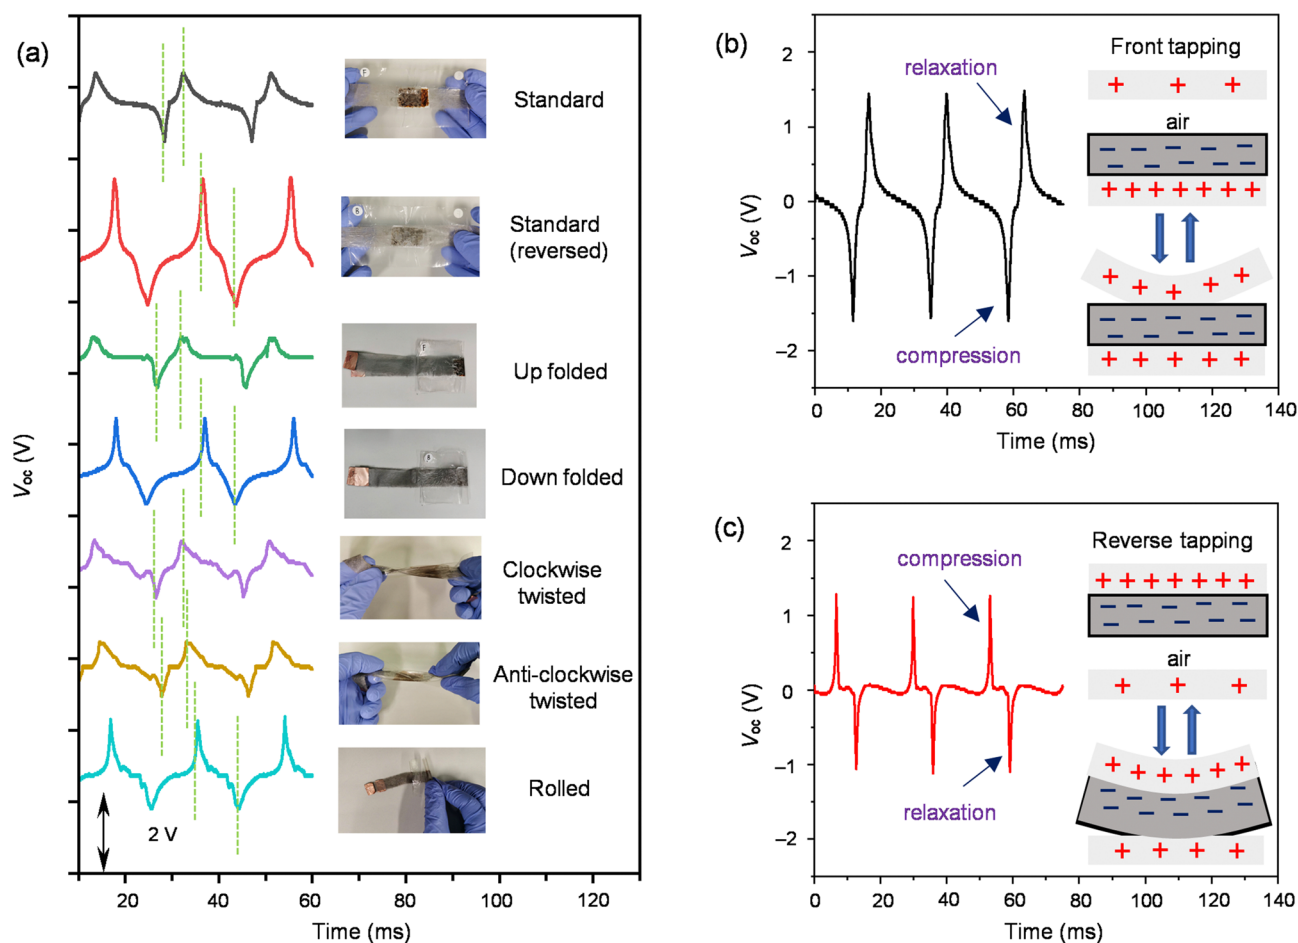 (a)
Voc (V)
Standard
Standard
(reversed)
Up folded
Down folded
Clockwise
twisted
Anti-clockwise
twisted
Rolled
2 V
20 40 60 80 100 120
Time (ms)
(b)
Voc (V)
2
1
0
–1
–2
relaxation
compression
Front tapping
+ + +
air
+ + + + + + +
+ + + + +
+ + + + +
0 20 40 60 80 100 120 140
Time (ms)
(c)
Voc (V)
2
1
0
–1
–2
compression
relaxation
Reverse tapping
+ + + + + + +
air
+ + +
+ + + + + +
+ + + +
0 20 40 60 80 100 120 140
Time (ms)